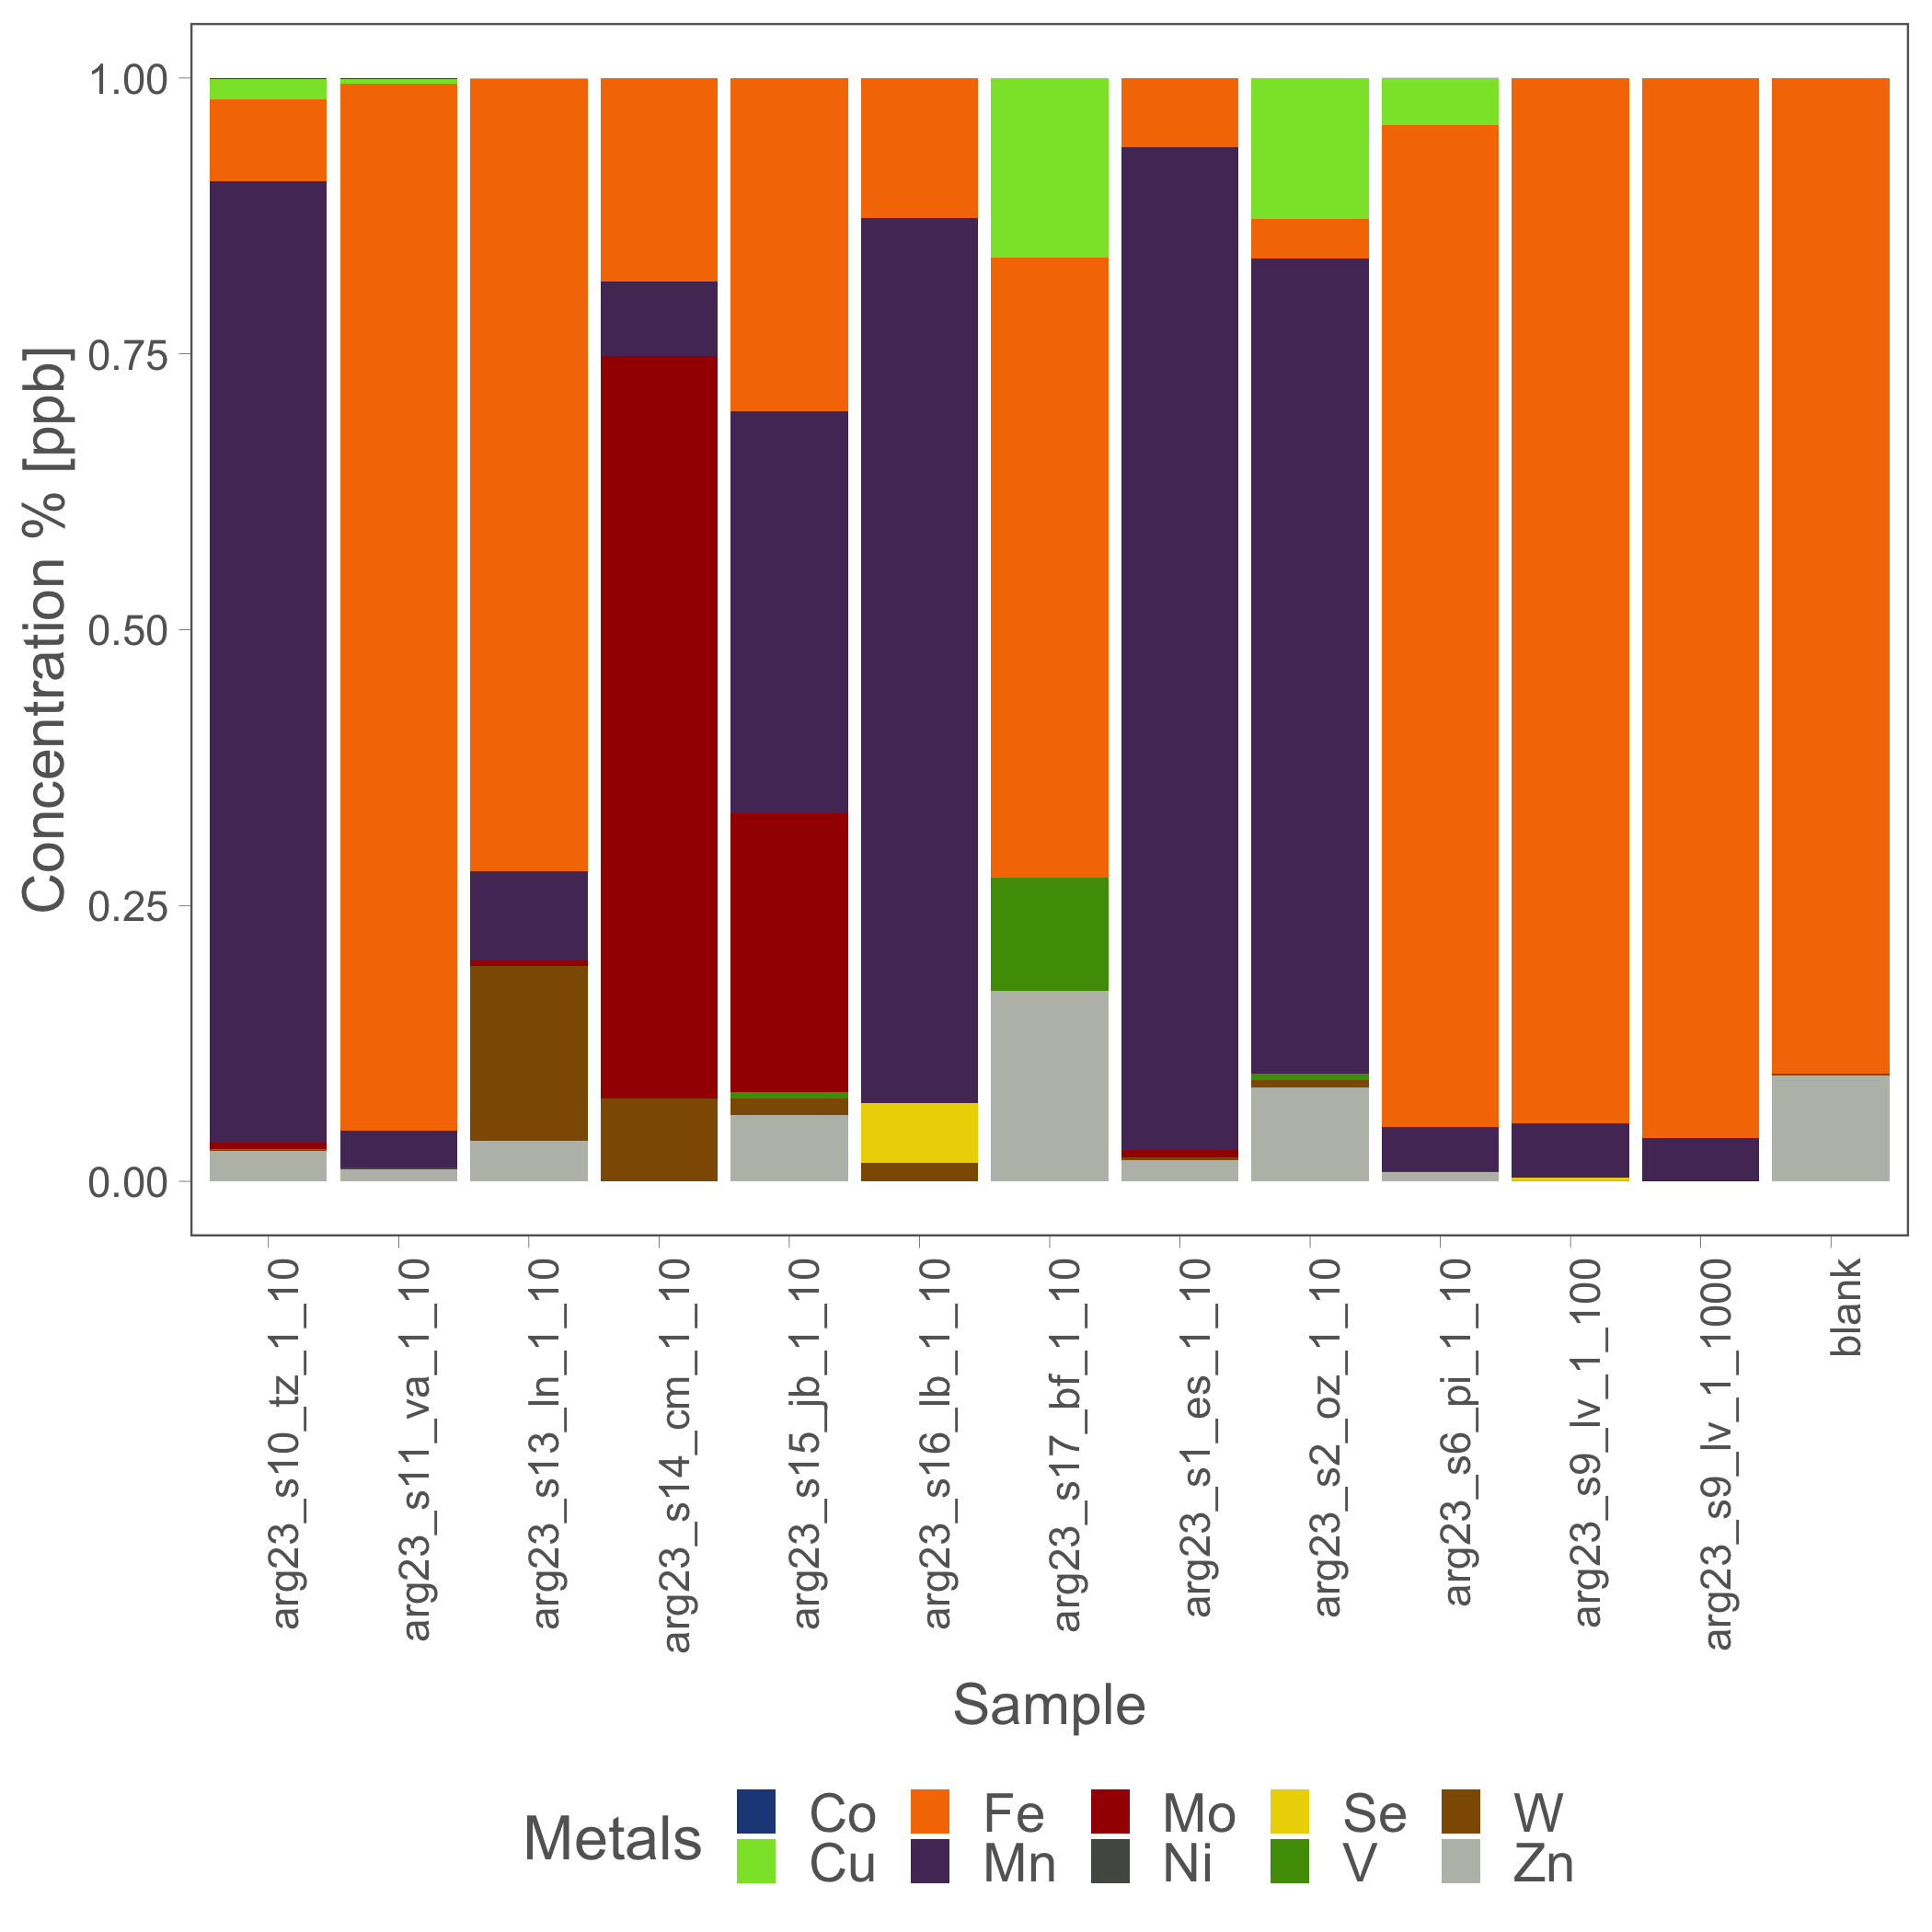 Concentration % [ppb]
1.00
0.75
0.50
0.25
0.00
arg23_s10_tz_1_10
arg23_s11_va_1_10
arg23_s13_ln_1_10
arg23_s14_cm_1_10
arg23_s15_jb_1_10
arg23_s16_lb_1_10
arg23_s17_bf_1_10
arg23_s1_es_1_10
arg23_s2_oz_1_10
arg23_s6_pi_1_10
arg23_s9_lv_1_100
arg23_s9_lv_1_1000
blank
Sample
Metals
Co Fe Mo Se W
Cu Mn Ni V Zn